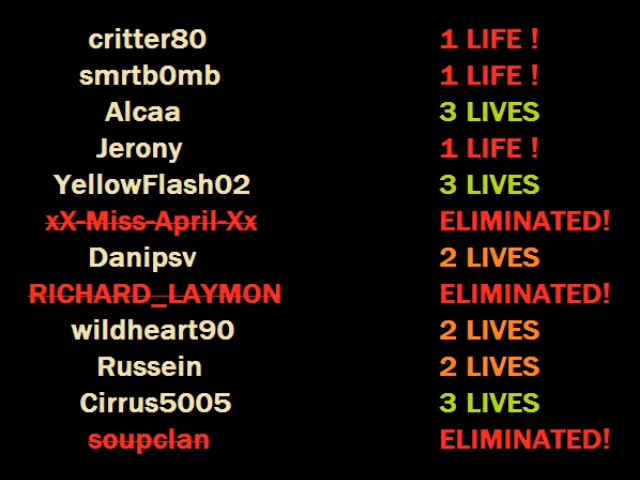 critter80 1 LIFE !
smrtb0mb 1 LIFE !
Alcaa 3 LIVES
Jerony 1 LIFE !
YellowFlash02 3 LIVES
xX-Miss-April-Xx ELIMINATED!
Danipsv 2 LIVES
RICHARD_LAYMON ELIMINATED!
wildheart90 2 LIVES
Russein 2 LIVES
Cirrus5005 3 LIVES
soupclan ELIMINATED!